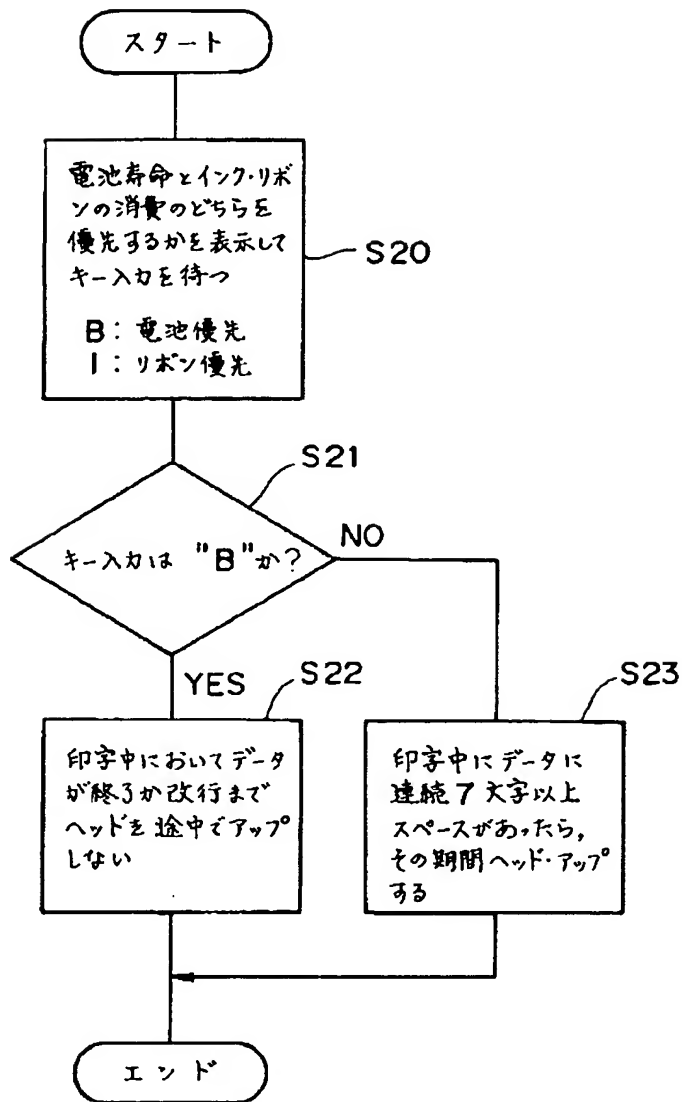 スタート
電池寿命とインク・リボ
ンの消費のどちらを
優先するかを表示して
キー入力を待つ
B: 電池優先
I: リボン優先
S20
S21
キー入力は "B"か?
NO
YES
S22
印字中においてデータ
が終了か改行まで
ヘッドを途中でアップ
しない
S23
印字中にデータに
連続7文字以上
スペースがあったら,
その期間ヘッド・アップ
する
エンド